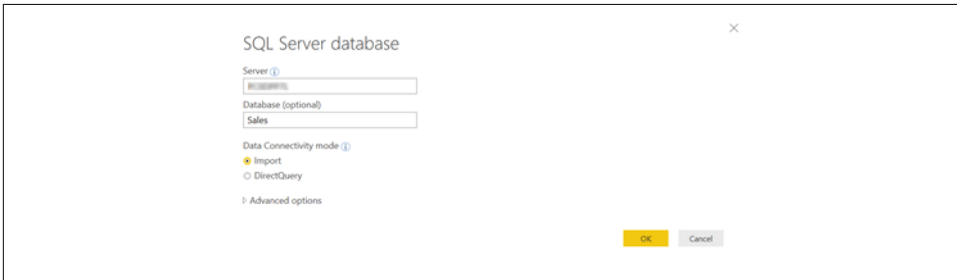 SQL Server database
Server
Database (optional)
Sales
Data Connectivity mode
Import
DirectQuery
Advanced options
OK Cancel